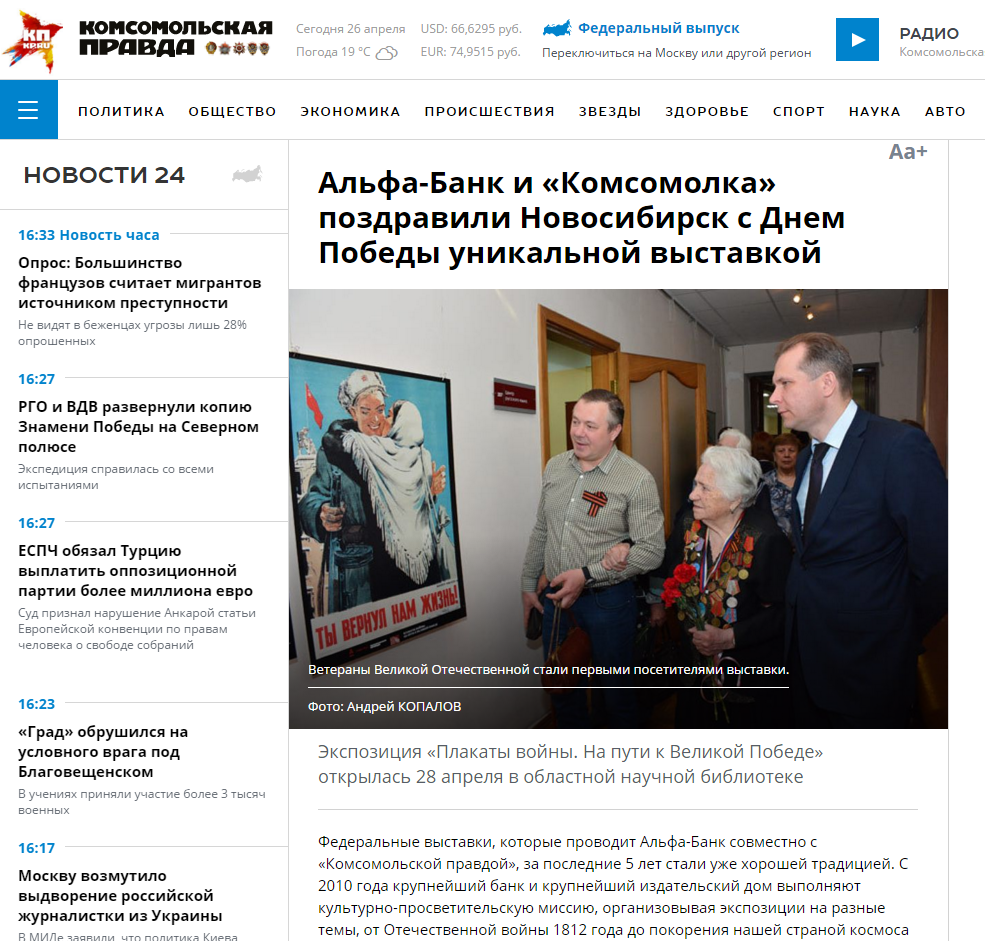 КП
KP.RU
КОМСОМОЛЬСКАЯ
ПРАВДА
Сегодня 26 апреля
Погода 19 °C
USD: 66,6295 руб.
EUR: 74,9515 руб.
Федеральный выпуск
Переключиться на Москву или другой регион
РАДИО
Комсомольска
ПОЛИТИКА ОБЩЕСТВО ЭКОНОМИКА ПРОИСШЕСТВИЯ ЗВЕЗДЫ ЗДОРОВЬЕ СПОРТ НАУКА АВТО
НОВОСТИ 24
16:33 Новость часа
Опрос: Большинство
французов считает мигрантов
источником преступности
Не видят в беженцах угрозы лишь 28%
опрошенных
16:27
РГО и ВДВ развернули копию
Знамени Победы на Северном
полюсе
Экспедиция справилась со всеми
испытаниями
16:27
ЕСПЧ обязал Турцию
выплатить оппозиционной
партии более миллиона евро
Суд признал нарушение Анкарой статьи
Европейской конвенции по правам
человека о свободе собраний
16:23
«Град» обрушился на
условного врага под
Благовещенском
В учениях приняли участие более 3 тысяч
военных
16:17
Москву возмутило
выдворение российской
журналистки из Украины
В МИДе заявили, что политика Киева
Aa+
Альфа-Банк и «Комсомолка»
поздравили Новосибирск с Днем
Победы уникальной выставкой
ТЫ ВЕРНУЛ НАМ ЖИЗНЬ!
Ветераны Великой Отечественной стали первыми посетителями выставки.
Фото: Андрей КОПАЛОВ
Экспозиция «Плакаты войны. На пути к Великой Победе»
открылась 28 апреля в областной научной библиотеке
Федеральные выставки, которые проводит Альфа-Банк совместно с
«Комсомольской правдой», за последние 5 лет стали уже хорошей традицией. С
2010 года крупнейший банк и крупнейший издательский дом выполняют
культурно-просветительскую миссию, организовывая экспозиции на разные
темы, от Отечественной войны 1812 года до покорения нашей страной космоса